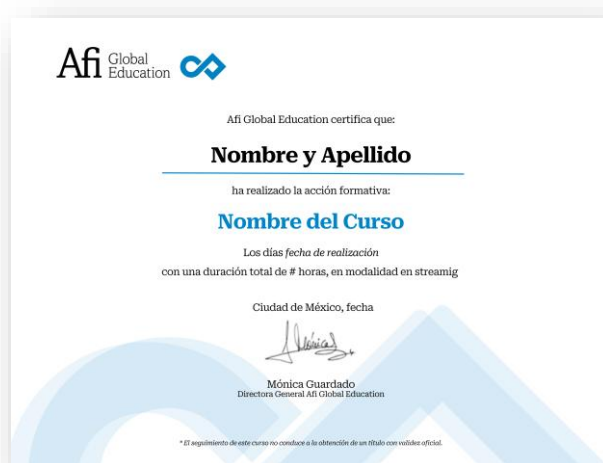 Afi Global
Education
Afi Global Education certifica que:
Nombre y Apellido
ha realizado la acción formativa:
Nombre del Curso
Los días fecha de realización
con una duración total de # horas, en modalidad en streamig
Ciudad de México, fecha
Mónica
Mónica Guardado
Directora General Afi Global Education
* El seguimiento de este curso no conduce a la obtención de un título con validez oficial.